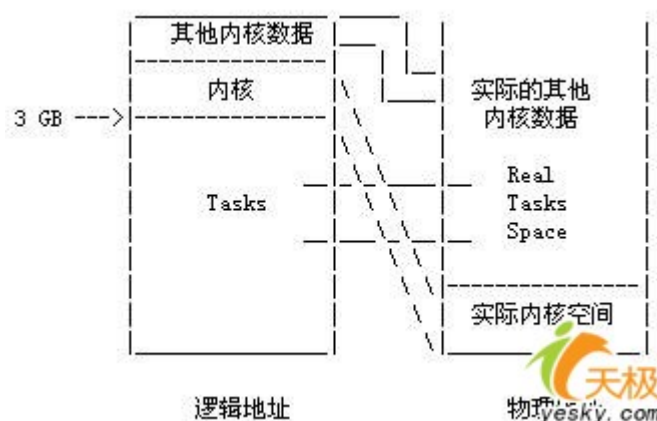 其他内核数据
内核
3 GB --->
Tasks
实际的其他
内核数据
Real
Tasks
Space
实际内核空间
逻辑地址
物理
天极
yesky.com